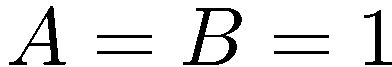 A = B = 1